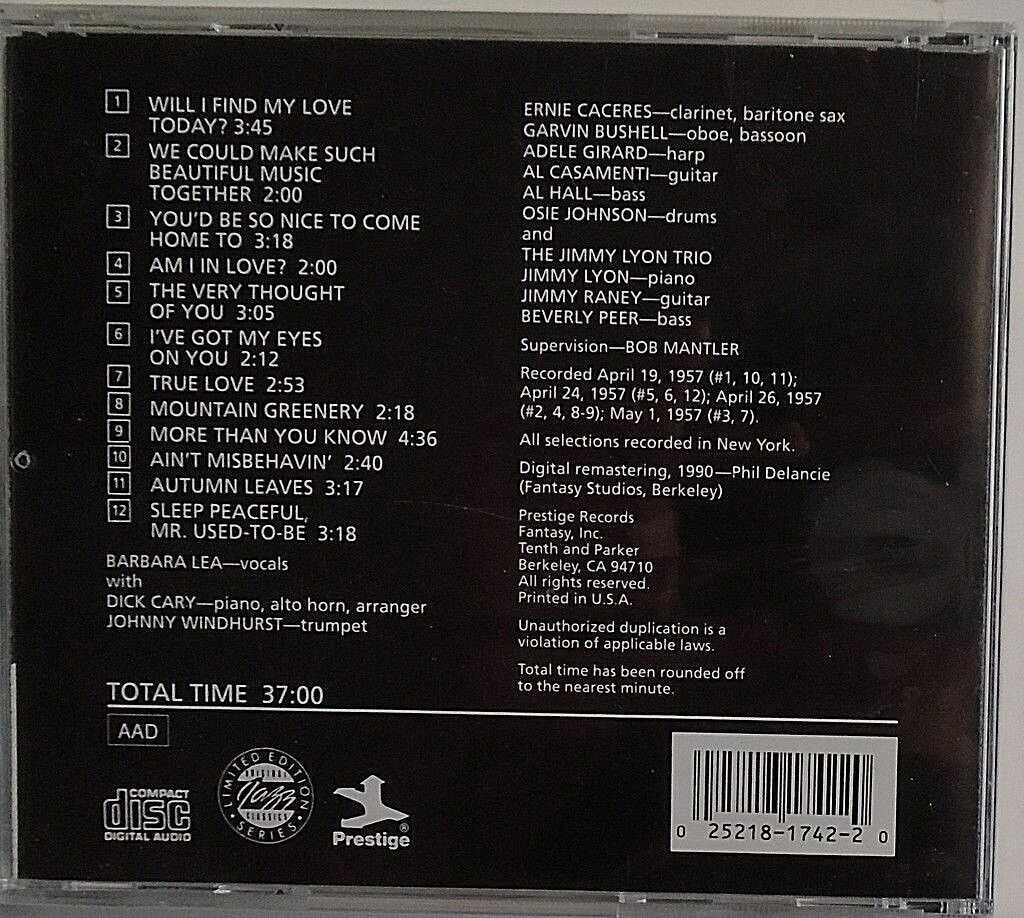 1 WILL I FIND MY LOVE
TODAY? 3:45
2 WE COULD MAKE SUCH
BEAUTIFUL MUSIC
TOGETHER 2:00
3 YOU'D BE SO NICE TO COME
HOME TO 3:18
4 AM I IN LOVE? 2:00
5 THE VERY THOUGHT
OF YOU 3:05
6 I'VE GOT MY EYES
ON YOU 2:12
7 TRUE LOVE 2:53
8 MOUNTAIN GREENERY 2:18
9 MORE THAN YOU KNOW 4:36
10 AIN'T MISBEHAVIN' 2:40
11 AUTUMN LEAVES 3:17
12 SLEEP PEACEFUL,
MR. USED-TO-BE 3:18
BARBARA LEA—vocals
with
DICK CARY—piano, alto horn, arranger
JOHNNY WINDHURST—trumpet
ERNIE CACERES—clarinet, baritone sax
GARVIN BUSHELL—oboe, bassoon
ADELE GIRARD—harp
AL CASAMENTI—guitar
AL HALL—bass
OSIE JOHNSON—drums
and
THE JIMMY LYON TRIO
JIMMY LYON—piano
JIMMY RANEY—guitar
BEVERLY PEER—bass
Supervision—BOB MANTLER
Recorded April 19, 1957 (#1, 10, 11);
April 24, 1957 (#5, 6, 12); April 26, 1957
(#2, 4, 8-9); May 1, 1957 (#3, 7).
All selections recorded in New York.
Digital remastering, 1990—Phil Delancie
(Fantasy Studios, Berkeley)
Prestige Records
Fantasy, Inc.
Tenth and Parker
Berkeley, CA 94710
All rights reserved.
Printed in U.S.A.
Unauthorized duplication is a
violation of applicable laws.
Total time has been rounded off
to the nearest minute.
TOTAL TIME 37:00
AAD
COMPACT
disc
DIGITAL AUDIO
LIMITED EDITION
ORIGINAL
Jazz
CLASSICS
• SERIES •
Prestige®
0 25218-1742-2 0